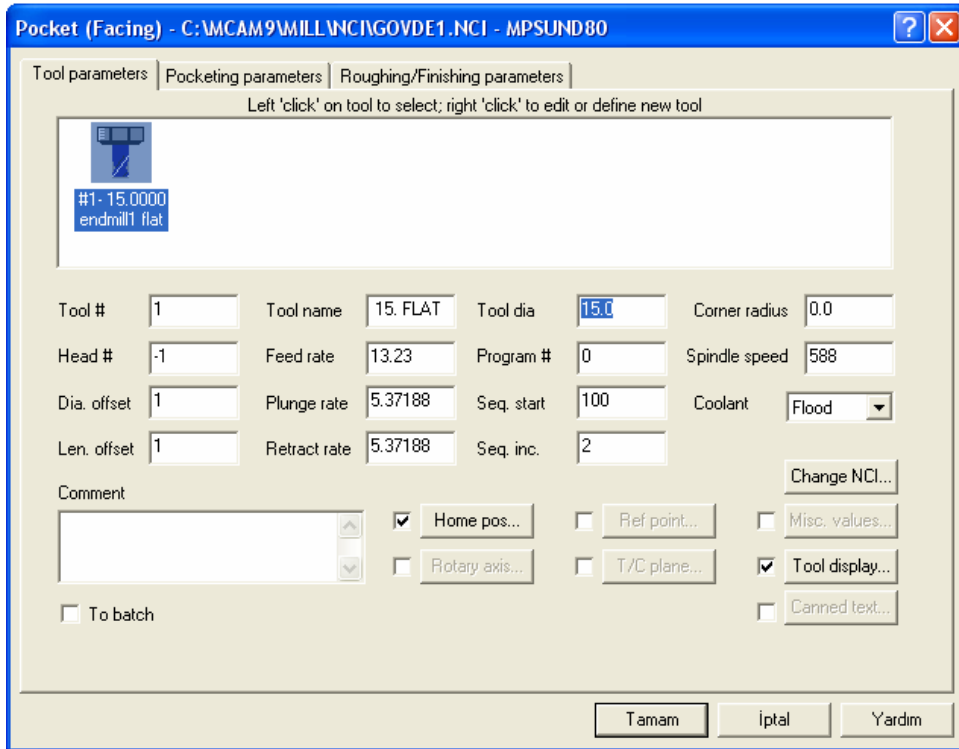 Pocket (Facing) - C:\MCAM9\MILL\NCI\GOVDE1.NCI - MPSUND80
Tool parameters Pocketing parameters Roughing/Finishing parameters
Left 'click' on tool to select; right 'click' to edit or define new tool
#1- 15.0000
endmill1 flat
Tool # 1 Tool name 15. FLAT Tool dia 15.0 Corner radius 0.0
Head # -1 Feed rate 13.23 Program # 0 Spindle speed 588
Dia. offset 1 Plunge rate 5.37188 Seq. start 100 Coolant Flood
Len. offset 1 Retract rate 5.37188 Seq. inc. 2
Change NCI...
Comment
Home pos... Ref point... Misc. values...
Rotary axis... T/C plane... Tool display...
To batch Canned text...
Tamam İptal Yardım